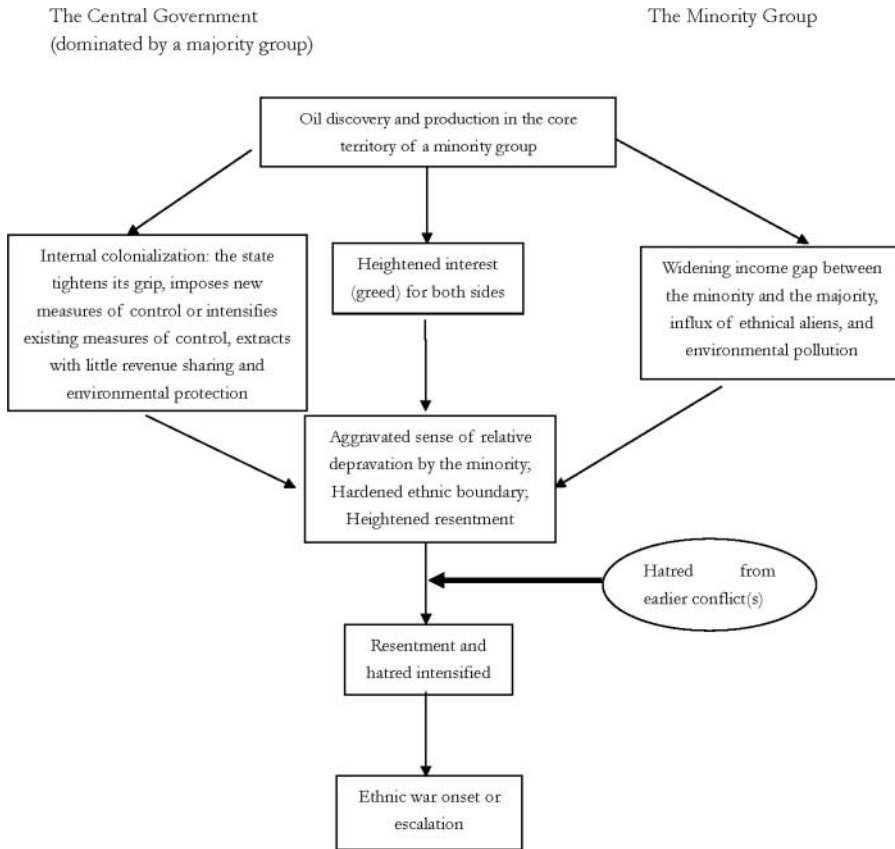 The Central Government
(dominated by a majority group)
The Minority Group
Oil discovery and production in the core
territory of a minority group
Internal colonialization: the state
tightens its grip, imposes new
measures of control or intensifies
existing measures of control, extracts
with little revenue sharing and
environmental protection
Heightened interest
(greed) for both sides
Widening income gap between
the minority and the majority,
influx of ethnical aliens, and
environmental pollution
Aggravated sense of relative
depravation by the minority;
Hardened ethnic boundary;
Heightened resentment
Hatred from
earlier conflict(s)
Resentment and
hatred intensified
Ethnic war onset or
escalation